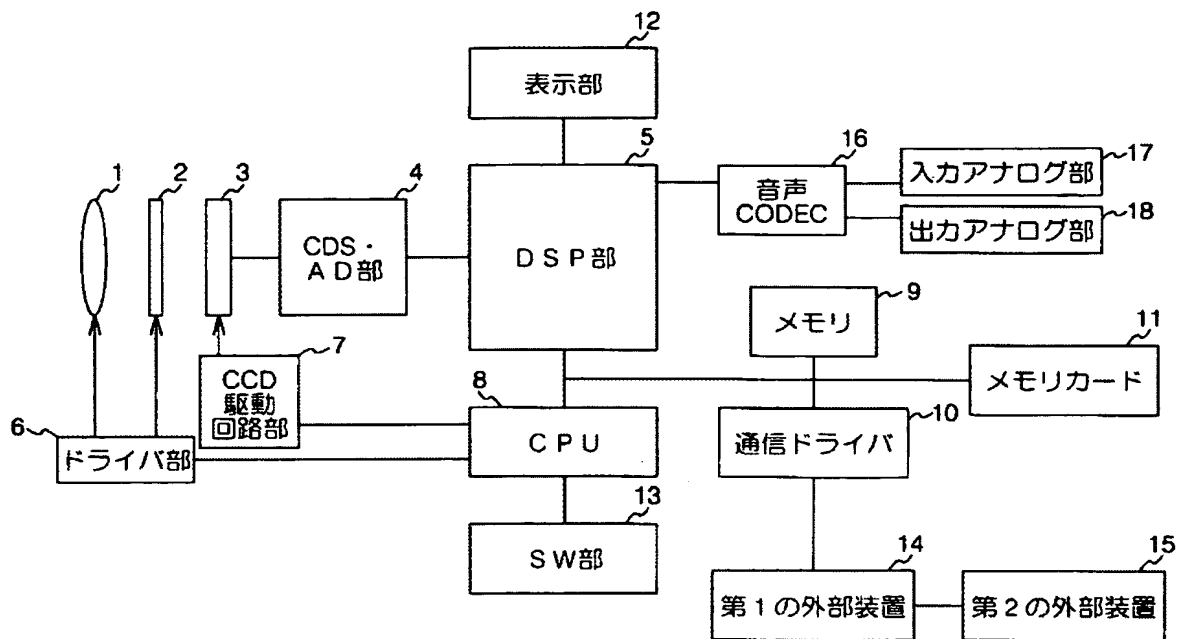 12
表示部
5
16
17
1
2
3
4
音声
CODEC
入力アナログ部
18
出力アナログ部
CDS・
AD部
DSP部
9
メモリ
11
メモリカード
7
CCD
駆動
回路部
8
CPU
10
通信ドライバ
6
ドライバ部
13
SW部
14
第1の外部装置
15
第2の外部装置